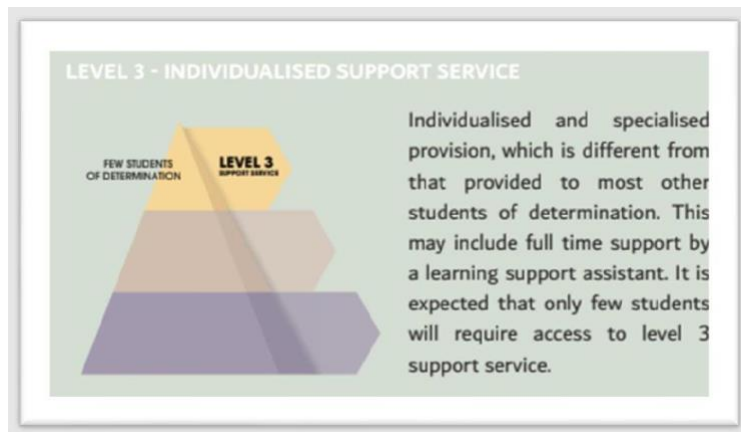 LEVEL 3 - INDIVIDUALISED SUPPORT SERVICE
FEW STUDENTS
OF DETERMINATION
LEVEL 3
SUPPORT SERVICE
Individualised and specialised
provision, which is different from
that provided to most other
students of determination. This
may include full time support by
a learning support assistant. It is
expected that only few students
will require access to level 3
support service.